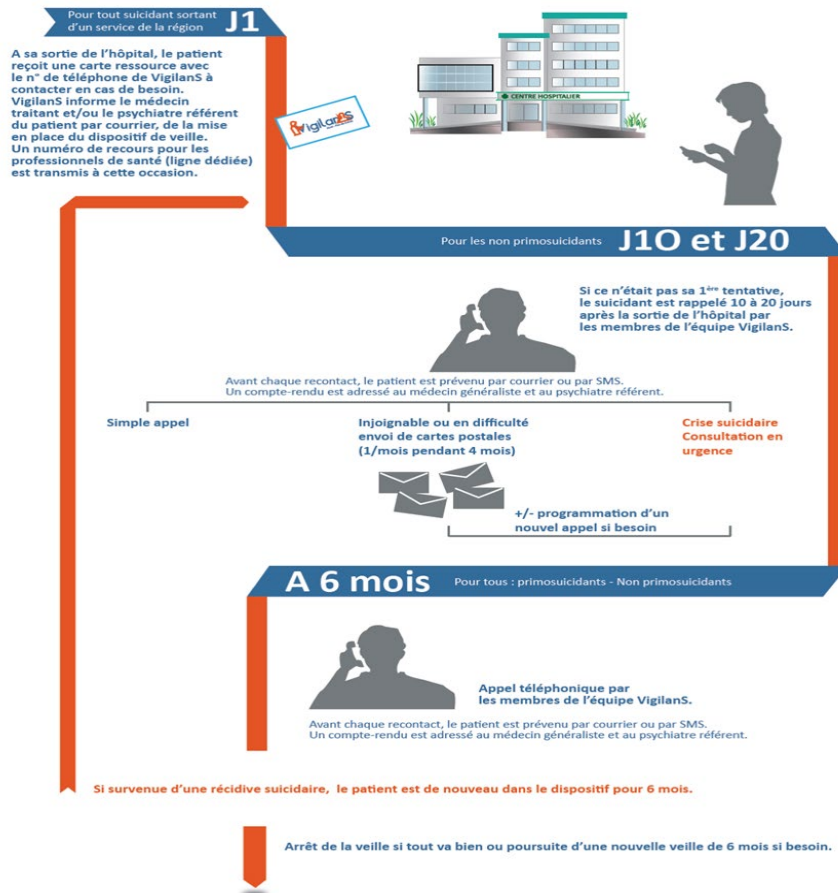 Pour tout suicidant sortant
d'un service de la région
J1
A sa sortie de l'hôpital, le patient
reçoit une carte ressource avec
le n° de téléphone de VigilanS à
contacter en cas de besoin.
VigilanS informe le médecin
traitant et/ou le psychiatre référent
du patient par courrier, de la mise
en place du dispositif de veille.
Un numéro de recours pour les
professionnels de santé (ligne dédiée)
est transmis à cette occasion.
VigilanS
CENTRE HOSPITALIER
Pour les non primosuicidants J1O et J20
Si ce n'était pas sa 1ère tentative,
le suicidant est rappelé 10 à 20 jours
après la sortie de l'hôpital par
les membres de l'équipe VigilanS.
Avant chaque recontact, le patient est prévenu par courrier ou par SMS.
Un compte-rendu est adressé au médecin généraliste et au psychiatre référent.
Simple appel
Injoignable ou en difficulté
envoi de cartes postales
(1/mois pendant 4 mois)
Crise suicidaire
Consultation en
urgence
+/- programmation d'un
nouvel appel si besoin
A 6 mois Pour tous : primosuicidants - Non primosuicidants
Appel téléphonique par
les membres de l'équipe VigilanS.
Avant chaque recontact, le patient est prévenu par courrier ou par SMS.
Un compte-rendu est adressé au médecin généraliste et au psychiatre référent.
Si survenue d'une récidive suicidaire, le patient est de nouveau dans le dispositif pour 6 mois.
Arrêt de la veille si tout va bien ou poursuite d'une nouvelle veille de 6 mois si besoin.